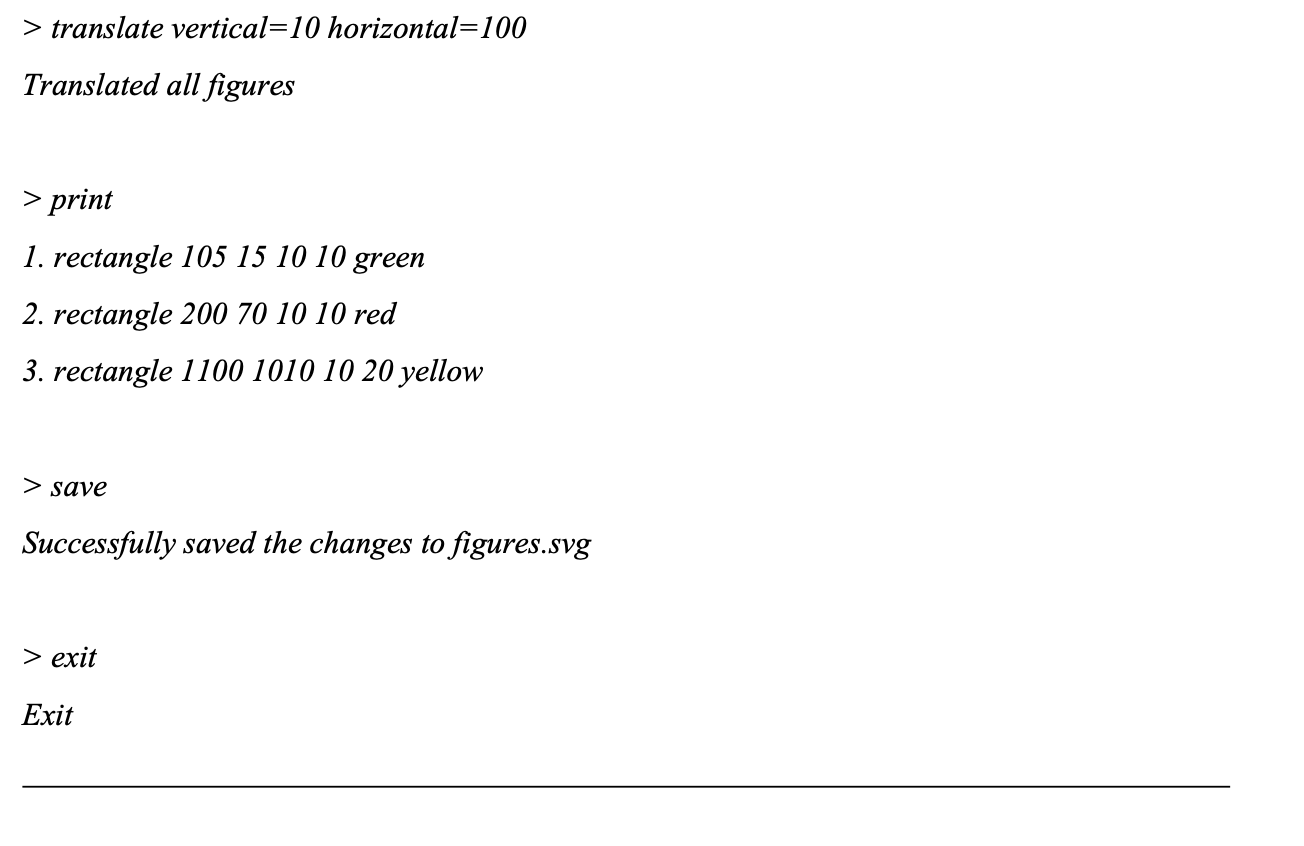 > translate vertical=10 horizontal=100
Translated all figures
> print
1. rectangle 105 15 10 10 green
2. rectangle 200 70 10 10 red
3. rectangle 1100 1010 10 20 yellow
> save
Successfully saved the changes to figures.svg
> exit
Exit